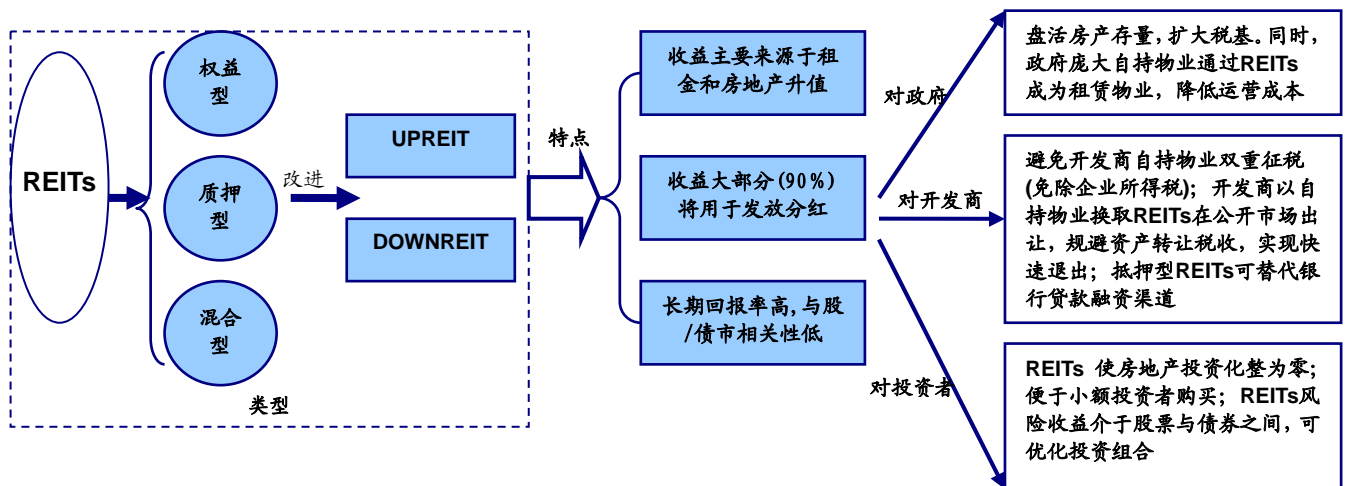 REITs
权益
型
质押
型
混合
型
类型
改进
UPREIT
DOWNREIT
特点
收益主要来源于租
金和房地产升值
收益大部分(90%)
将用于发放分红
长期回报率高,与股
/债市相关性低
对政府
对开发商
对投资者
盘活房产存量,扩大税基。同时,
政府庞大自持物业通过REITs
成为租赁物业，降低运营成本
避免开发商自持物业双重征税
(免除企业所得税)；开发商以自
持物业换取REITs在公开市场出
让，规避资产转让税收，实现快
速退出；抵押型REITs可替代银
行贷款融资渠道
REITs 使房地产投资化整为零；
便于小额投资者购买；REITs风
险收益介于股票与债券之间，可
优化投资组合